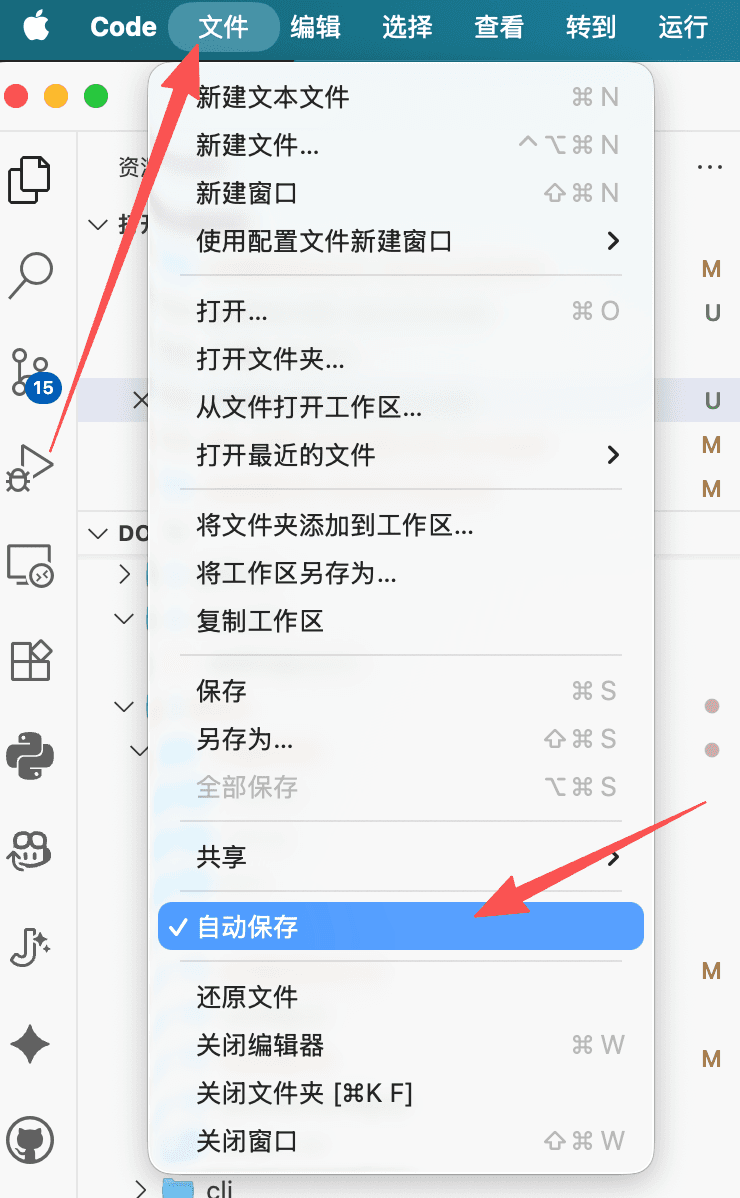 Code 文件 编辑 选择 查看 转到 运行
新建文本文件 ⌘ N
新建文件... ^⌥⌘ N
新建窗口 ⇧⌘ N
使用配置文件新建窗口
M
打开... ⌘ O
U
打开文件夹...
15
从文件打开工作区...
U
打开最近的文件
M
M
将文件夹添加到工作区...
DO
将工作区另存为...
复制工作区
保存 ⌘ S
另存为... ⇧⌘ S
全部保存 ⌥⌘ S
共享
✓ 自动保存
M
还原文件
关闭编辑器 ⌘ W
M
关闭文件夹 [⌘K F]
关闭窗口 ⇧⌘ W
cli